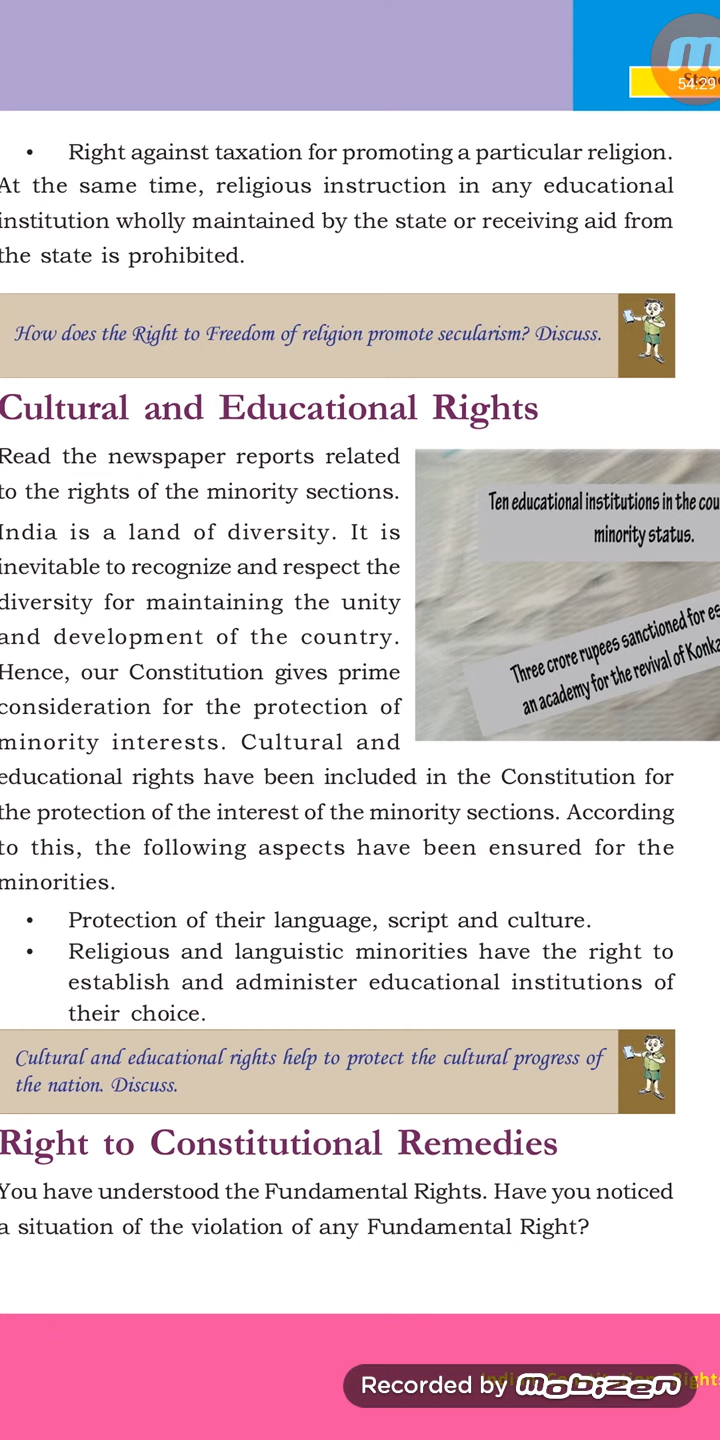 54:29
• Right against taxation for promoting a particular religion.
At the same time, religious instruction in any educational
institution wholly maintained by the state or receiving aid from
the state is prohibited.
How does the Right to Freedom of religion promote secularism? Discuss.
Cultural and Educational Rights
Read the newspaper reports related
to the rights of the minority sections.
India is a land of diversity. It is
inevitable to recognize and respect the
diversity for maintaining the unity
and development of the country.
Hence, our Constitution gives prime
consideration for the protection of
minority interests. Cultural and
Ten educational institutions in the cou
minority status.
Three crore rupees sanctioned for es
an academy for the revival of Konka
educational rights have been included in the Constitution for
the protection of the interest of the minority sections. According
to this, the following aspects have been ensured for the
minorities.
• Protection of their language, script and culture.
• Religious and languistic minorities have the right to
establish and administer educational institutions of
their choice.
Cultural and educational rights help to protect the cultural progress of
the nation. Discuss.
Right to Constitutional Remedies
You have understood the Fundamental Rights. Have you noticed
a situation of the violation of any Fundamental Right?
Recorded by Mobizen